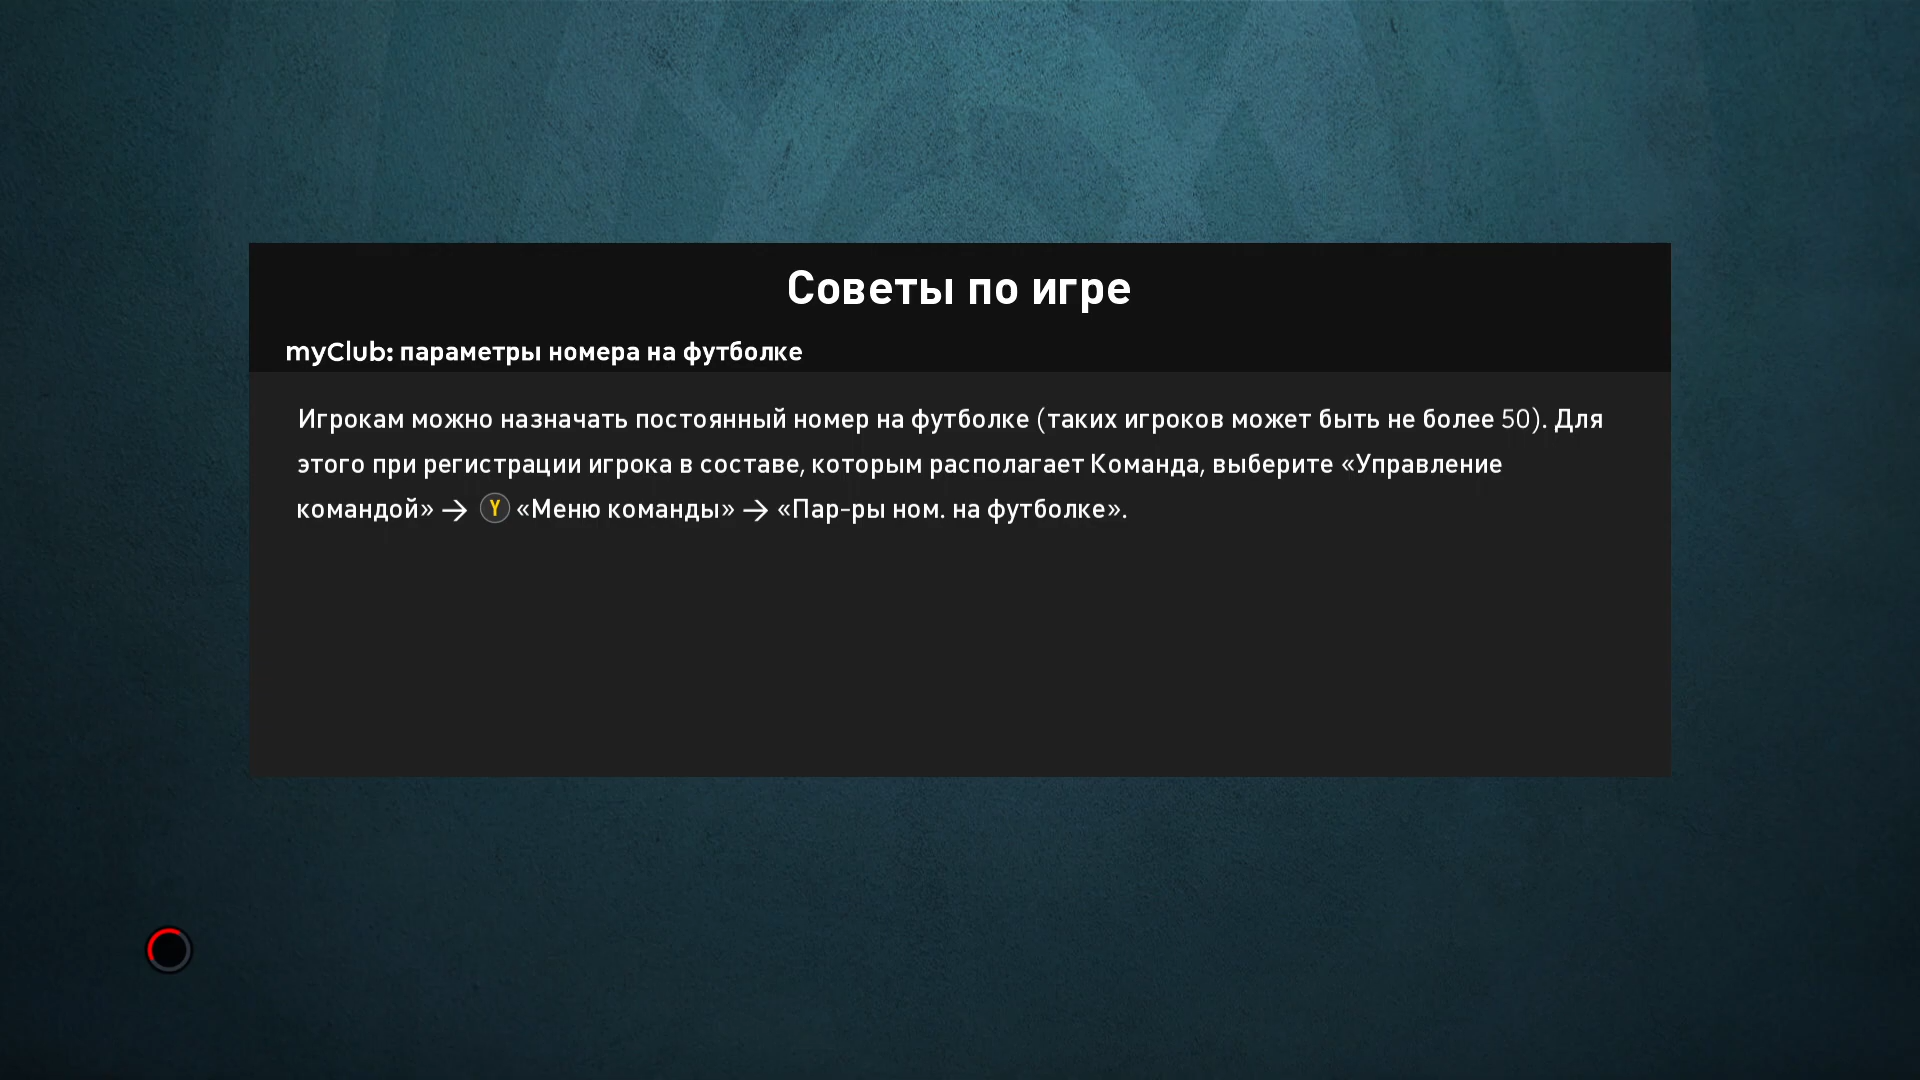 Советы по игре
myClub: параметры номера на футболке
Игрокам можно назначать постоянный номер на футболке (таких игроков может быть не более 50). Для
этого при регистрации игрока в составе, которым располагает Команда, выберите «Управление
командой» → Y «Меню команды» → «Пар-ры ном. на футболке».